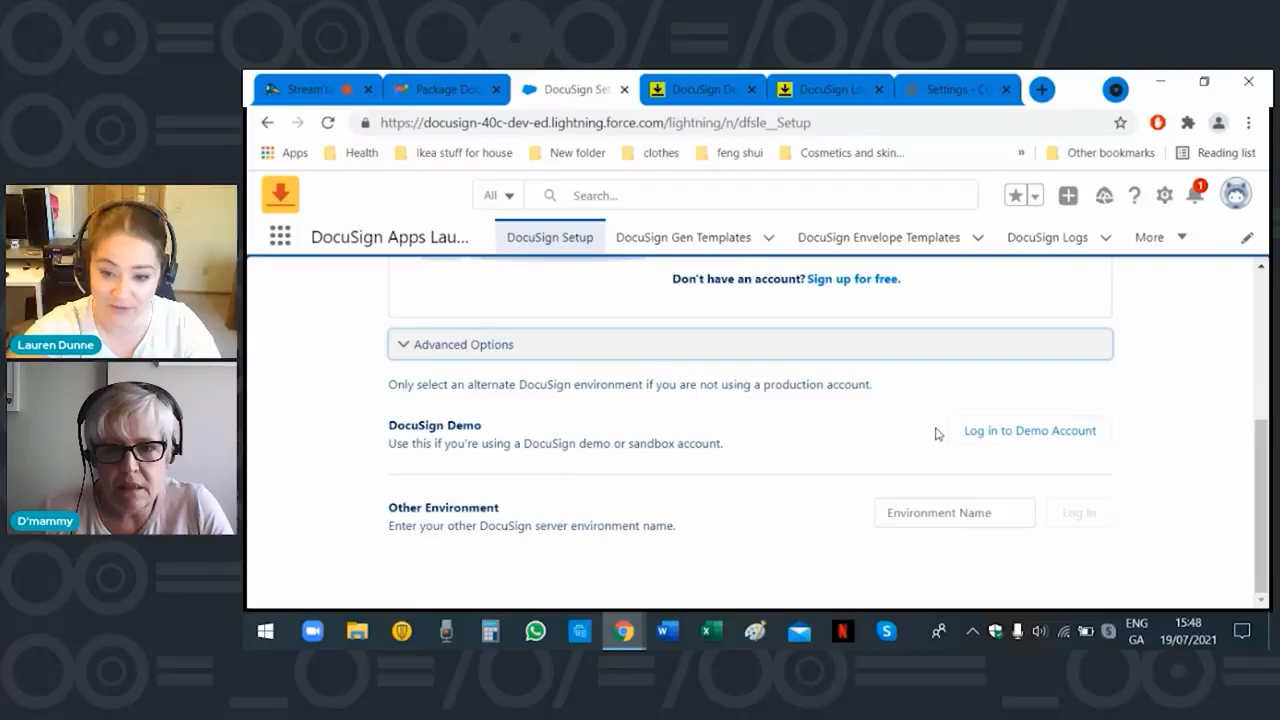 Stream'
Package Doc
DocuSign Set
DocuSign De
DocuSign Lo
Settings - C
https://docusign-40c-dev-ed.lightning.force.com/lightning/n/dfsle__Setup
Apps
Health
Ikea stuff for house
New folder
clothes
feng shui
Cosmetics and skin...
»
Other bookmarks
Reading list
All
Search...
1
DocuSign Apps Lau...
DocuSign Setup
DocuSign Gen Templates
DocuSign Envelope Templates
DocuSign Logs
More
Don't have an account? Sign up for free.
Advanced Options
Only select an alternate DocuSign environment if you are not using a production account.
DocuSign Demo
Use this if you're using a DocuSign demo or sandbox account.
Log in to Demo Account
Other Environment
Enter your other DocuSign server environment name.
Environment Name
Log In
Lauren Dunne
D'mammy
ENG
GA
15:48
19/07/2021